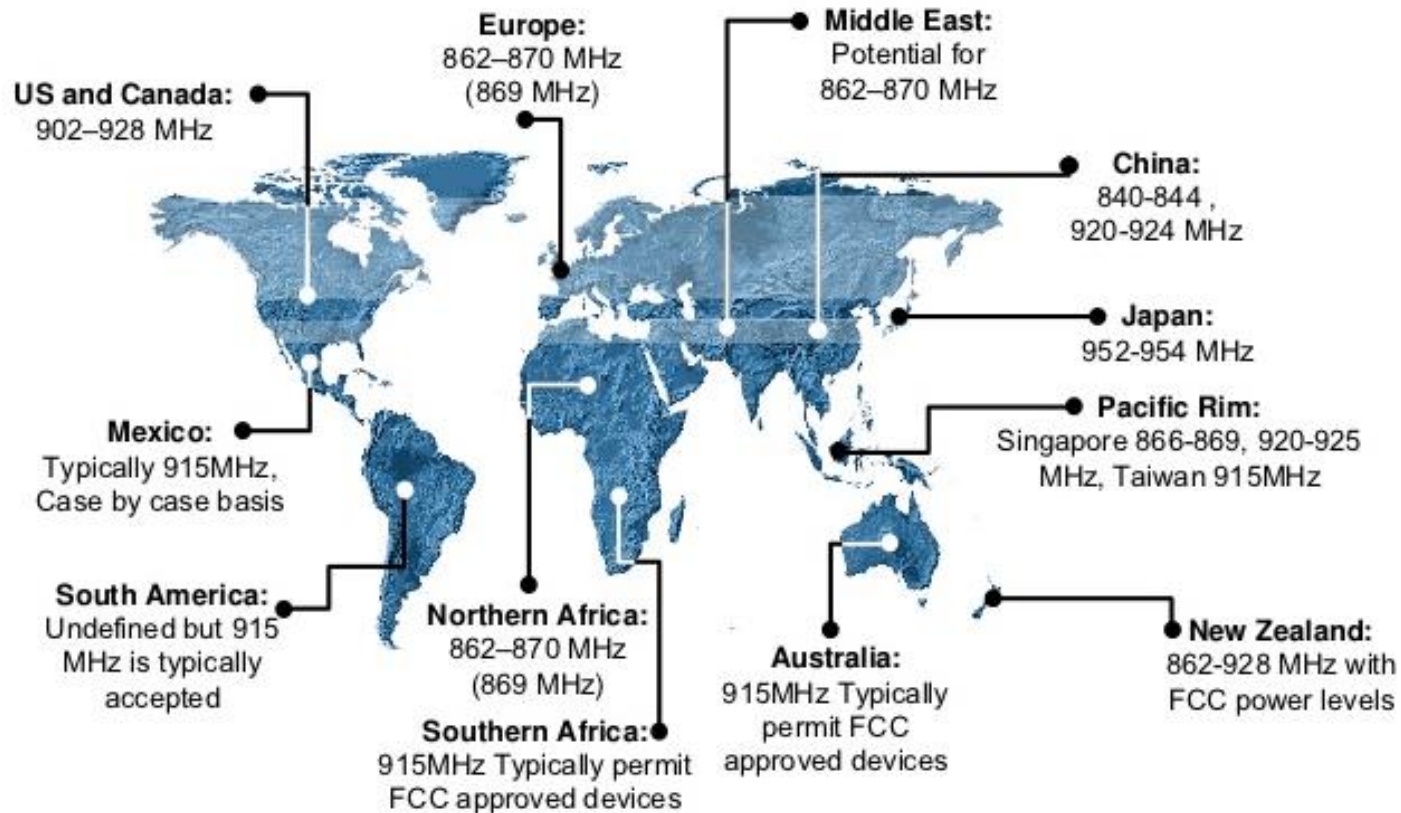 Europe:
862–870 MHz
(869 MHz)
Middle East:
Potential for
862–870 MHz
US and Canada:
902–928 MHz
China:
840-844 ,
920-924 MHz
Japan:
952-954 MHz
Pacific Rim:
Singapore 866-869, 920-925
MHz, Taiwan 915MHz
Mexico:
Typically 915MHz,
Case by case basis
South America:
Undefined but 915
MHz is typically
accepted
Northern Africa:
862–870 MHz
(869 MHz)
Southern Africa:
915MHz Typically permit
FCC approved devices
Australia:
915MHz Typically
permit FCC
approved devices
New Zealand:
862-928 MHz with
FCC power levels